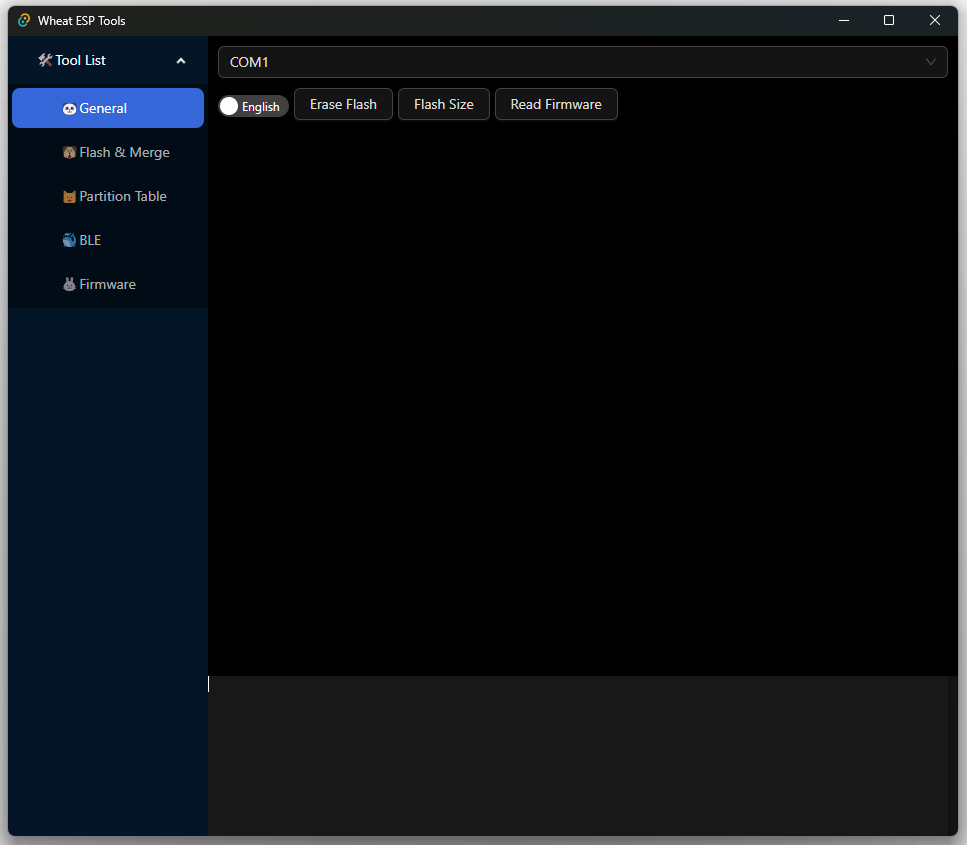 Wheat ESP Tools
Tool List
General
Flash & Merge
Partition Table
BLE
Firmware
COM1
English Erase Flash Flash Size Read Firmware